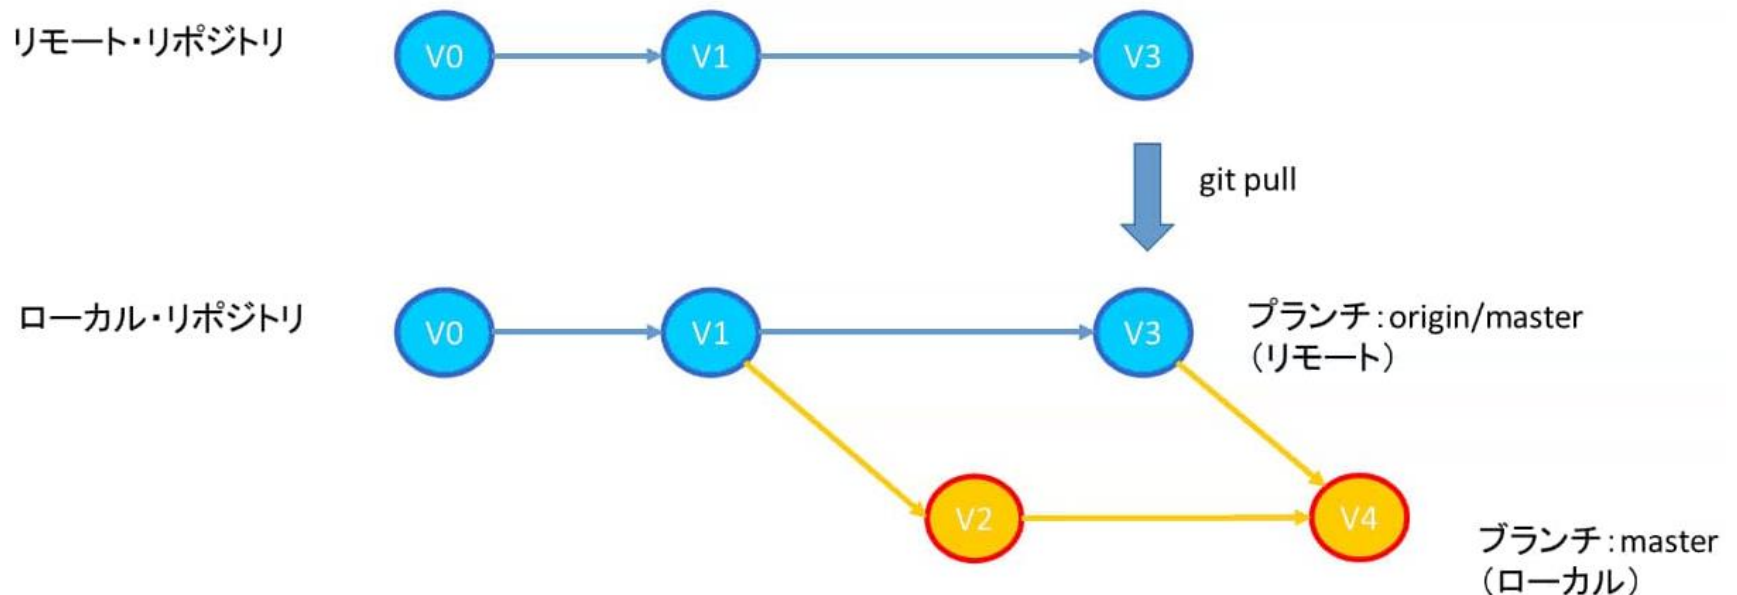 リモート・リポジトリ
V0
V1
V3
git pull
ローカル・リポジトリ
V0
V1
V3
プランチ:origin/master
(リモート)
V2
V4
ブランチ:master
(ローカル)